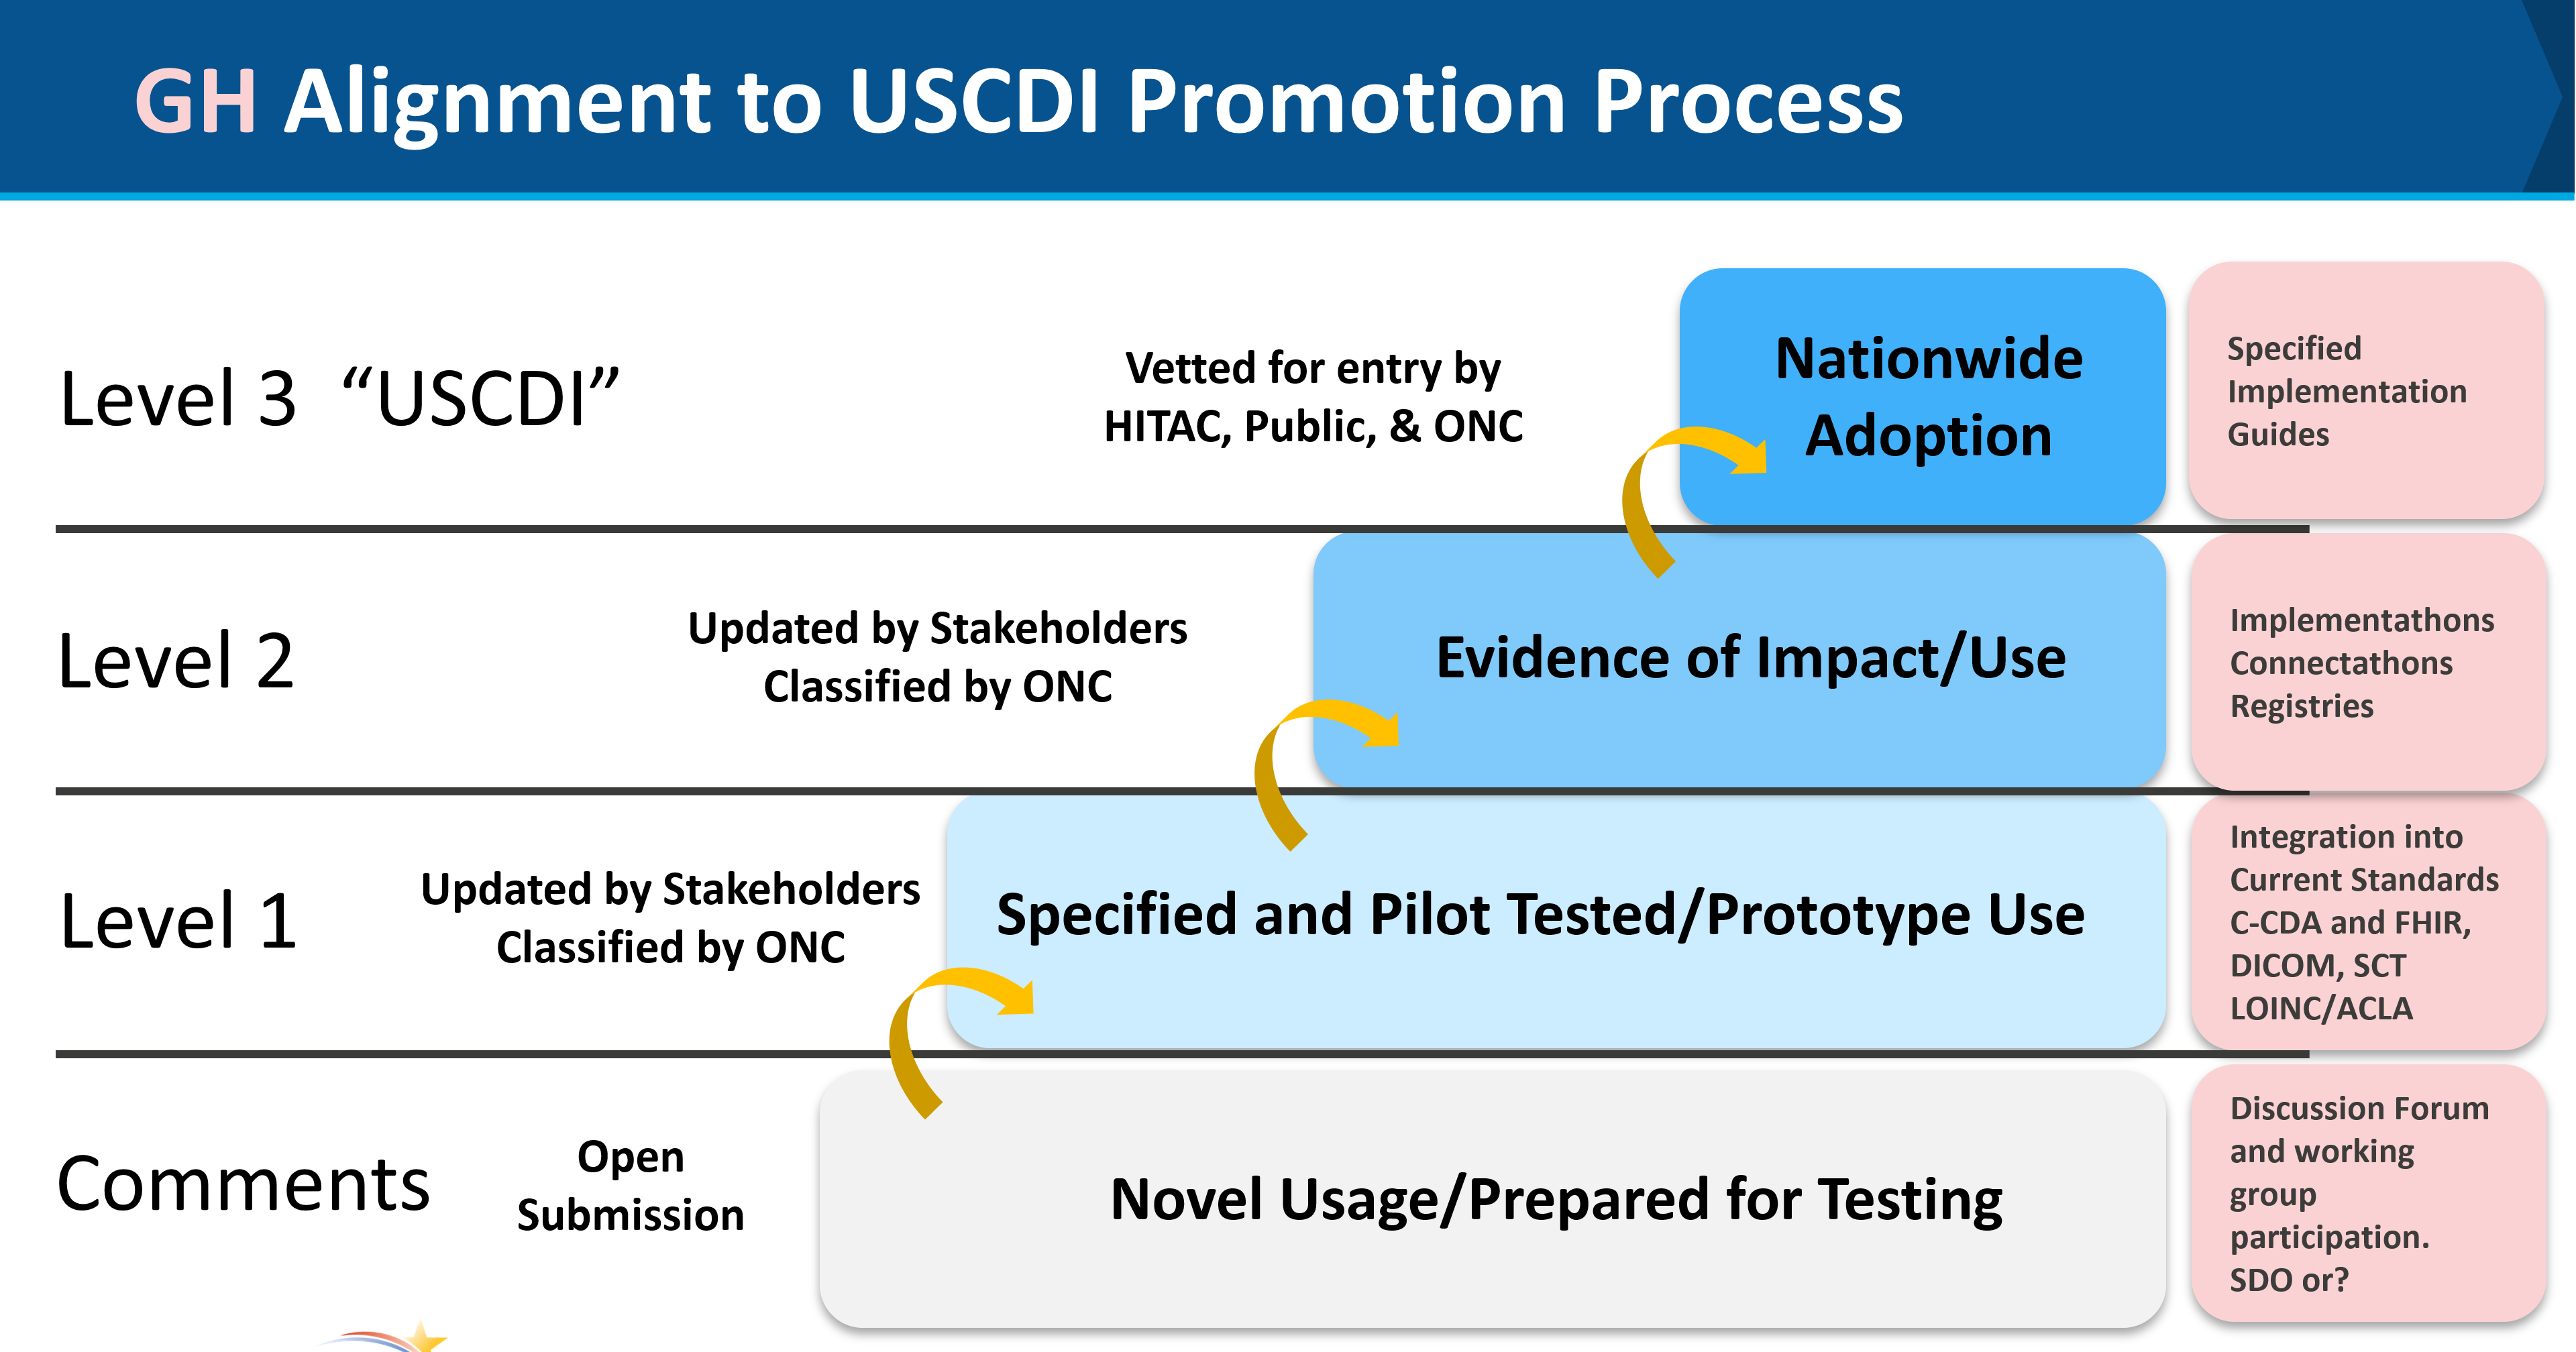 GH Alignment to USCDI Promotion Process
Level 3 “USCDI”
Vetted for entry by
HITAC, Public, & ONC
Nationwide
Adoption
Specified
Implementation
Guides
Level 2
Updated by Stakeholders
Classified by ONC
Evidence of Impact/Use
Implementathons
Connectathons
Registries
Level 1
Updated by Stakeholders
Classified by ONC
Specified and Pilot Tested/Prototype Use
Integration into
Current Standards
C-CDA and FHIR,
DICOM, SCT
LOINC/ACLA
Comments
Open
Submission
Novel Usage/Prepared for Testing
Discussion Forum
and working
group
participation.
SDO or?